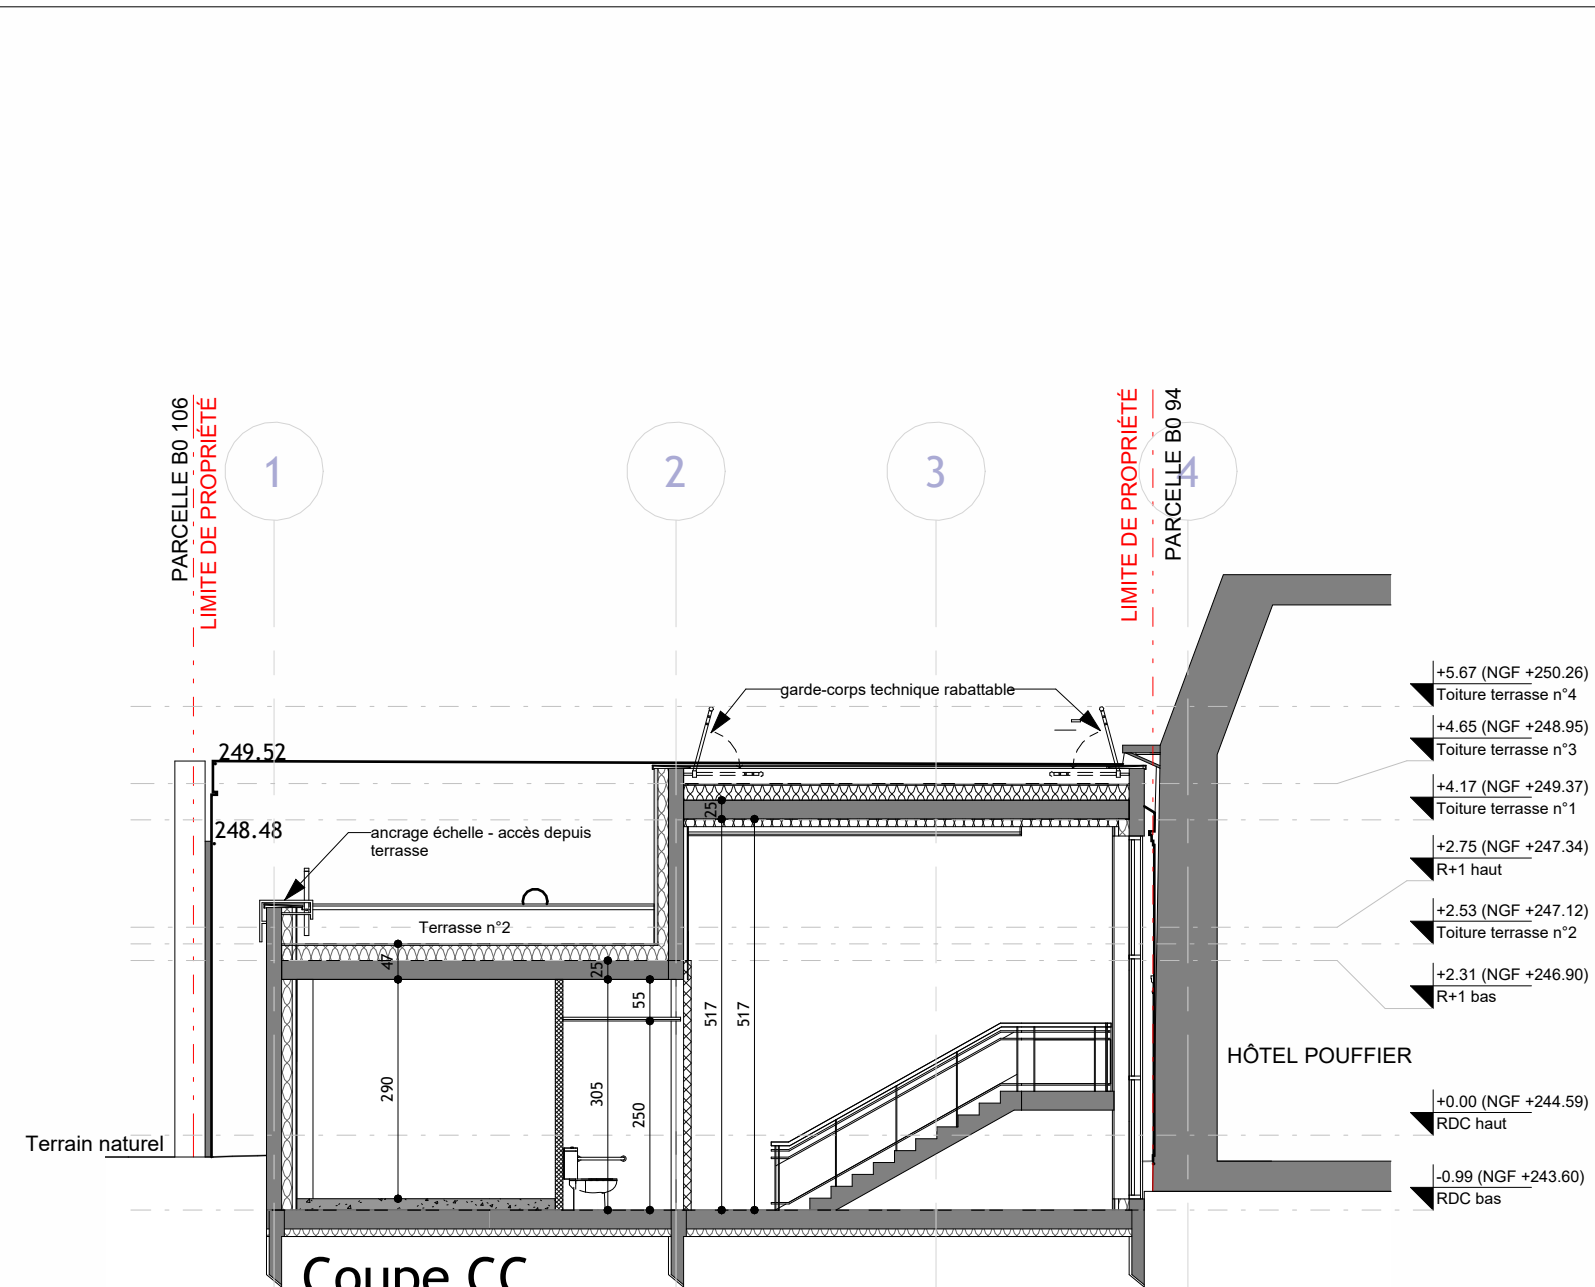 PARCELLE B0 106
LIMITE DE PROPRIÉTÉ
LIMITE DE PROPRIÉTÉ
PARCELLE B0 94
1
2
3
4
garde-corps technique rabattable
+5.67 (NGF +250.26)
Toiture terrasse n°4
+4.65 (NGF +248.95)
Toiture terrasse n°3
+4.17 (NGF +249.37)
Toiture terrasse n°1
+2.75 (NGF +247.34)
R+1 haut
+2.53 (NGF +247.12)
Toiture terrasse n°2
+2.31 (NGF +246.90)
R+1 bas
+0.00 (NGF +244.59)
RDC haut
-0.99 (NGF +243.60)
RDC bas
249.52
248.48
ancrage échelle - accès depuis
terrasse
Terrasse n°2
25
47
25
55
517
517
290
305
250
HÔTEL POUFFIER
Terrain naturel
Coupe CC